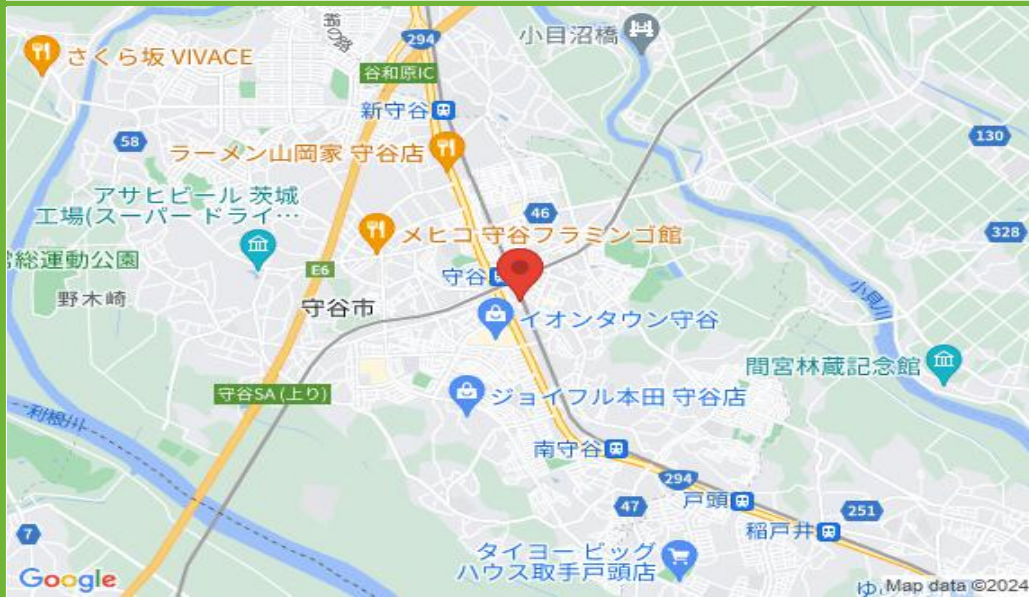 294
小目沼橋
さくら坂 VIVACE
谷和原IC
新守谷
58
130
ラーメン山岡家 守谷店
アサヒビール 茨城
工場(スーパー ドライ…
46
328
メヒコ 守谷フラミンゴ館
総運動公園
E6
守谷
野木崎
守谷市
小貝川
イオンタウン守谷
間宮林蔵記念館
守谷SA (上り)
ジョイフル本田 守谷店
利根川
南守谷
294
戸頭
47
251
7
稲戸井
タイヨー ビッグ
ハウス取手戸頭店
Google
Map data ©2024